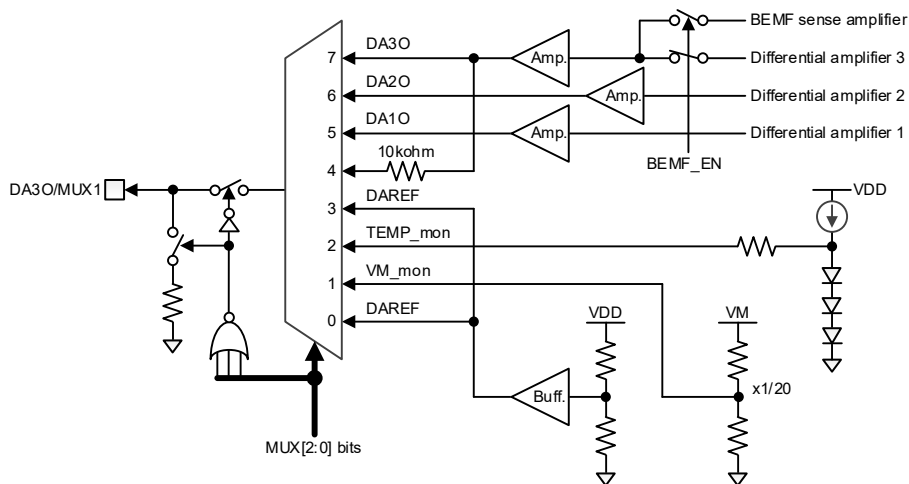 BEMF sense amplifier
7
DA3O
Amp.
Differential amplifier 3
6
DA2O
Amp.
Differential amplifier 2
5
DA1O
Amp.
Differential amplifier 1
10kohm
BEMF_EN
4
DA3O/MUX1
DAREF
3
VDD
TEMP_mon
2
VM_mon
1
DAREF
0
VDD
VM
Buff.
x1/20
MUX[2:0] bits